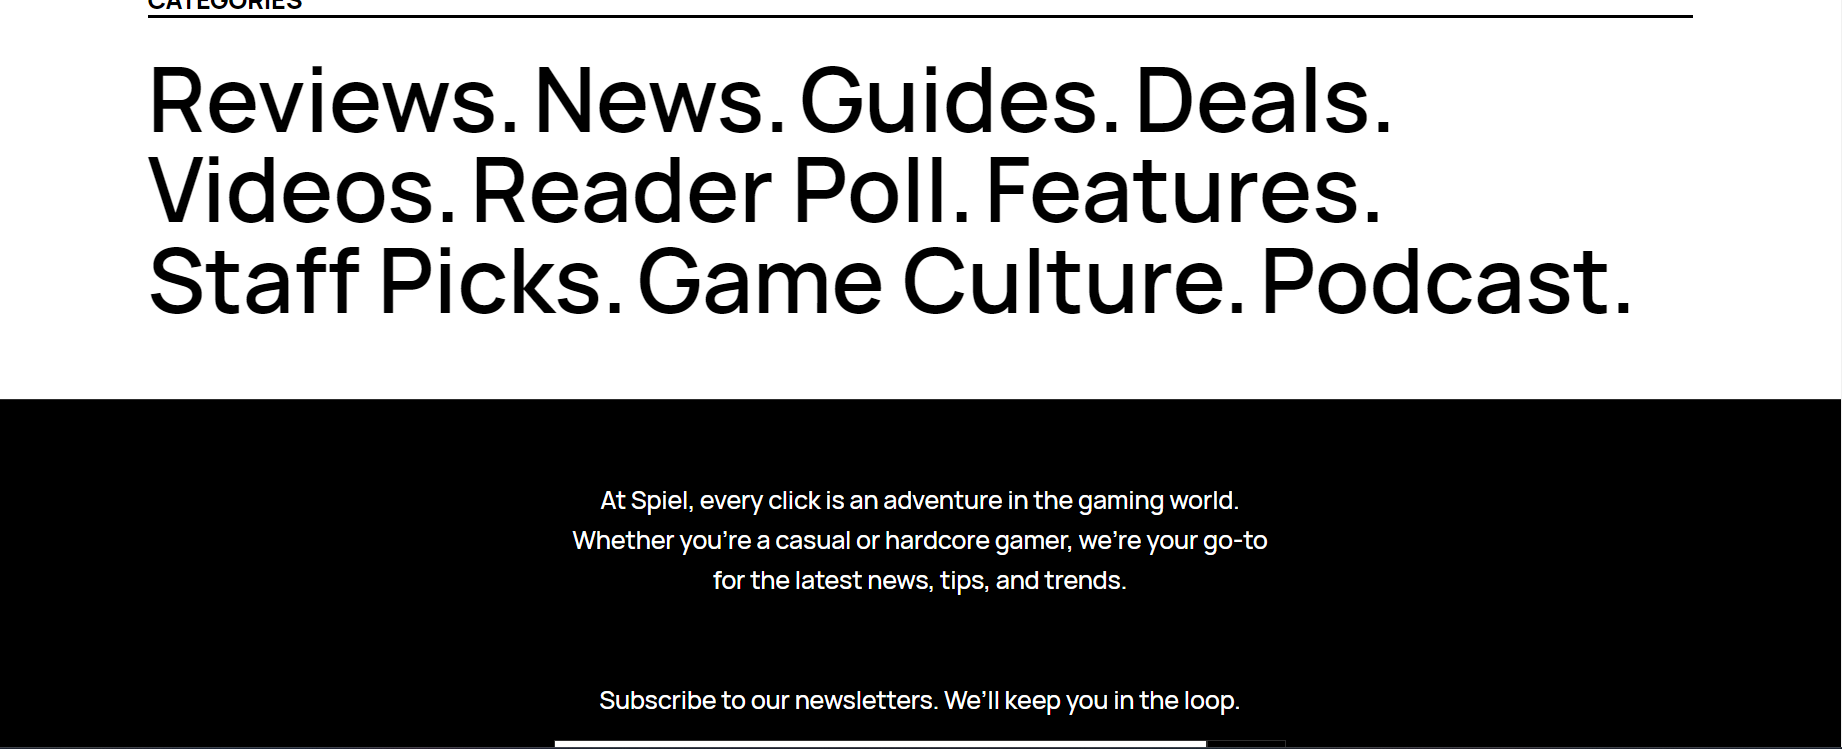 CATEGORIES
Reviews. News. Guides. Deals.
Videos. Reader Poll. Features.
Staff Picks. Game Culture. Podcast.
At Spiel, every click is an adventure in the gaming world.
Whether you’re a casual or hardcore gamer, we’re your go-to
for the latest news, tips, and trends.
Subscribe to our newsletters. We’ll keep you in the loop.